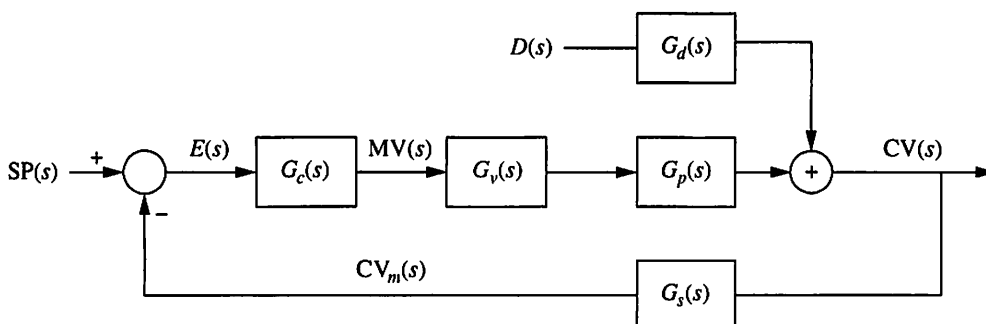 D(s)
G_d(s)
SP(s)
+
E(s)
G_c(s)
MV(s)
G_v(s)
G_p(s)
+
CV(s)
−
CV_m(s)
G_s(s)